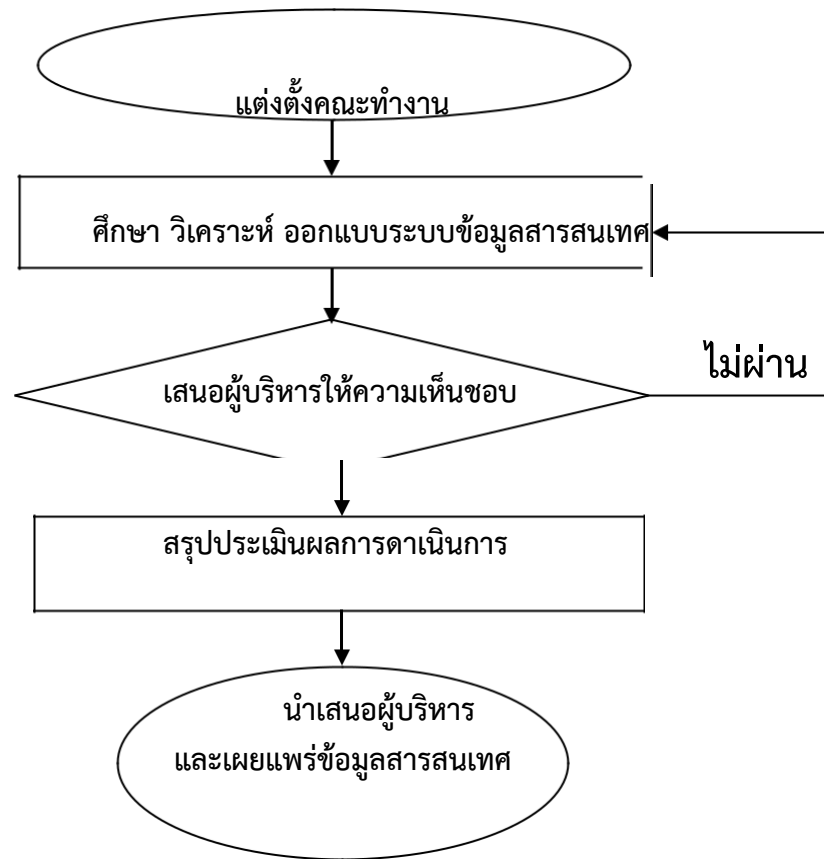 แต่งตั้งคณะทำงาน
ศึกษา วิเคราะห์ ออกแบบระบบข้อมูลสารสนเทศ
ไม่ผ่าน
เสนอผู้บริหารให้ความเห็นชอบ
สรุปประเมินผลการดาเนินการ
นำเสนอผู้บริหาร
และเผยแพร่ข้อมูลสารสนเทศ